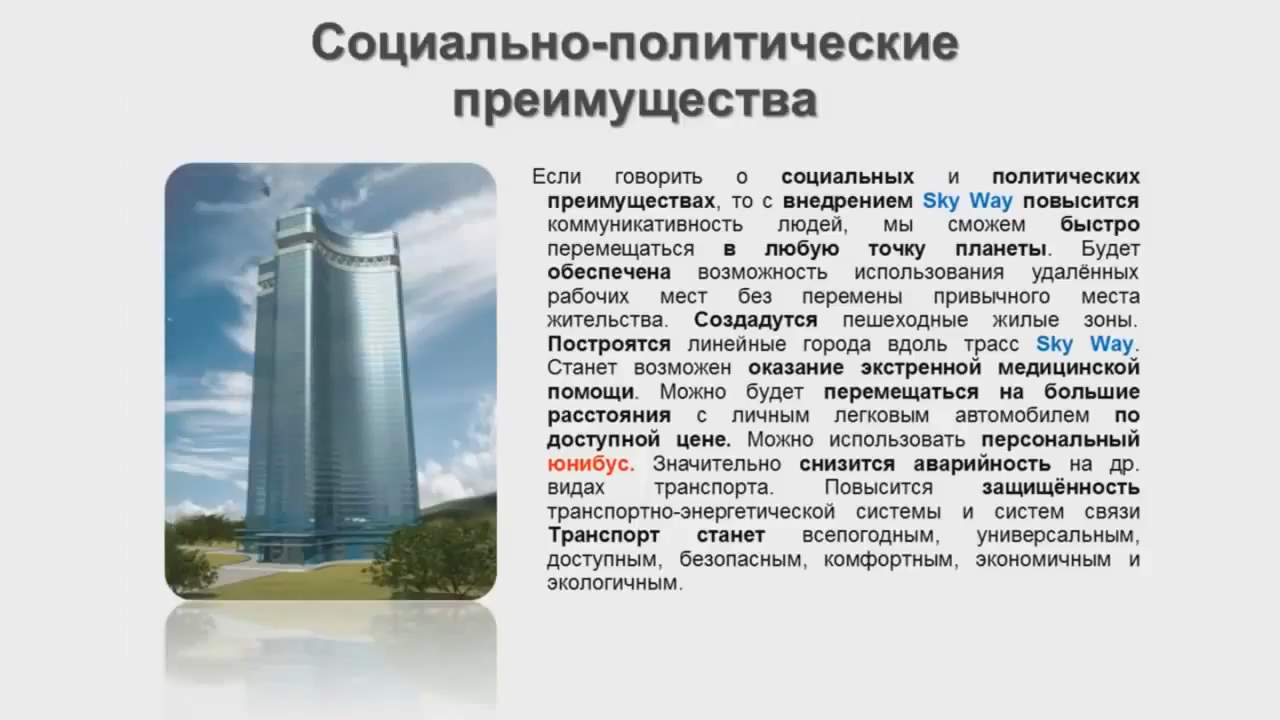 Социально-политические
преимущества
Если говорить о социальных и политических
преимуществах, то с внедрением Sky Way повысится
коммуникативность людей, мы сможем быстро
перемещаться в любую точку планеты. Будет
обеспечена возможность использования удалённых
рабочих мест без перемены привычного места
жительства. Создадутся пешеходные жилые зоны.
Построятся линейные города вдоль трасс Sky Way.
Станет возможен оказание экстренной медицинской
помощи. Можно будет перемещаться на большие
расстояния с личным легковым автомобилем по
доступной цене. Можно использовать персональный
юнибус. Значительно снизится аварийность на др.
видах транспорта. Повысится защищённость
транспортно-энергетической системы и систем связи
Транспорт станет всепогодным, универсальным,
доступным, безопасным, комфортным, экономичным и
экологичным.